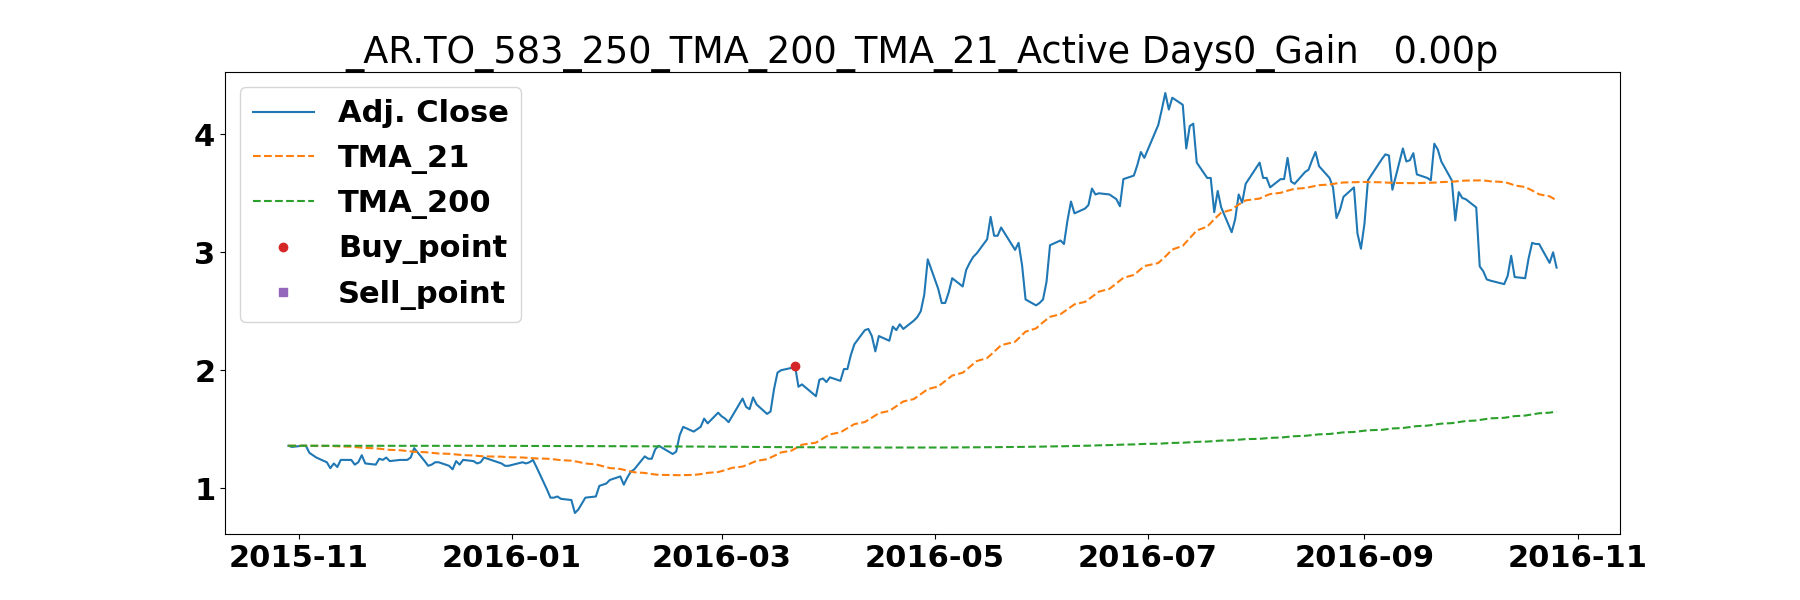 _AR.TO_583_250_TMA_200_TMA_21_Active Days0_Gain   0.00p
Adj. Close
TMA_21
TMA_200
Buy_point
Sell_point
4
3
2
1
2015-11 2016-01 2016-03 2016-05 2016-07 2016-09 2016-11